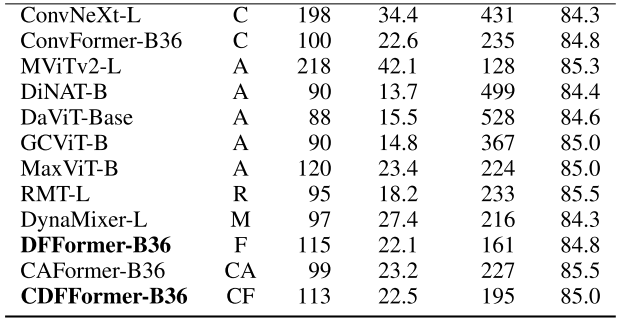 ConvNeXt-L C 198 34.4 431 84.3
ConvFormer-B36 C 100 22.6 235 84.8
MViTv2-L A 218 42.1 128 85.3
DiNAT-B A 90 13.7 499 84.4
DaViT-Base A 88 15.5 528 84.6
GCViT-B A 90 14.8 367 85.0
MaxViT-B A 120 23.4 224 85.0
RMT-L R 95 18.2 233 85.5
DynaMixer-L M 97 27.4 216 84.3
DFFormer-B36 F 115 22.1 161 84.8
CAFormer-B36 CA 99 23.2 227 85.5
CDFFormer-B36 CF 113 22.5 195 85.0